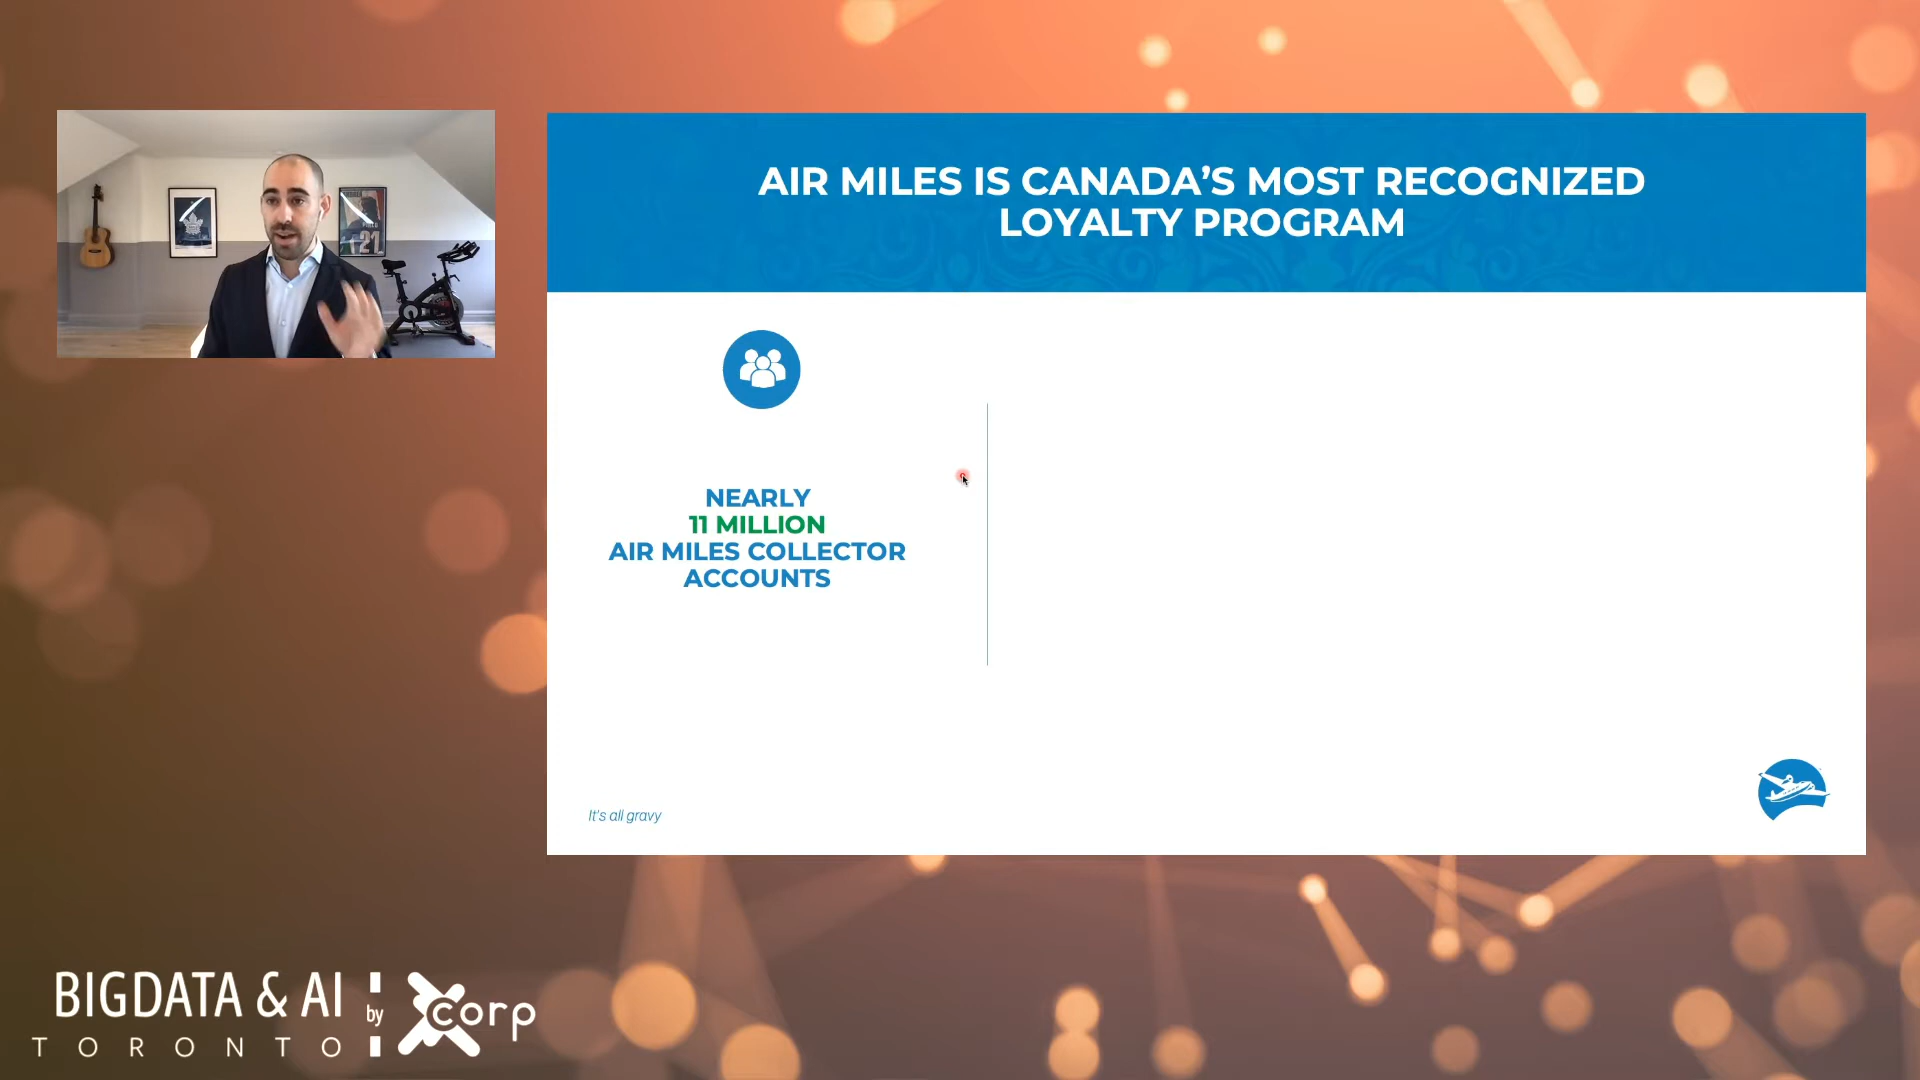 AIR MILES IS CANADA’S MOST RECOGNIZED
LOYALTY PROGRAM
NEARLY
11 MILLION
AIR MILES COLLECTOR
ACCOUNTS
It's all gravy
21
BIGDATA & AI
TORONTO
by
corp